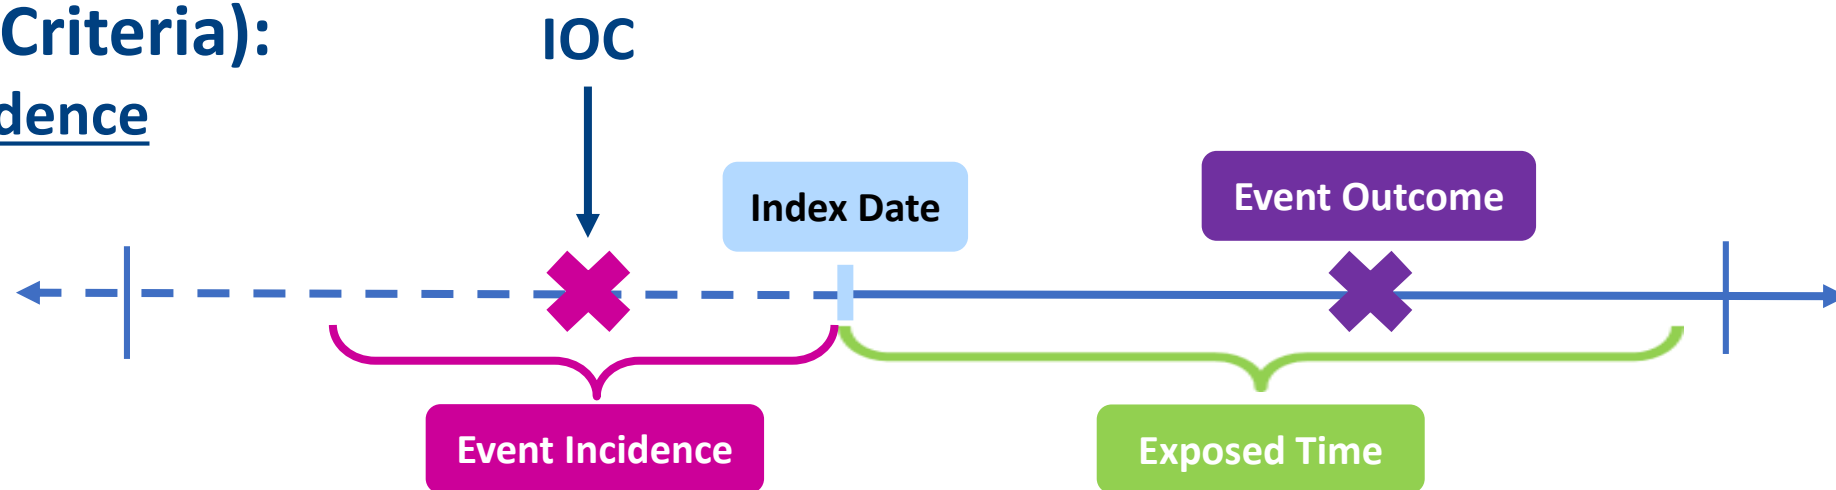 Criteria):
IOC
dence
Index Date
Event Outcome
Event Incidence
Exposed Time